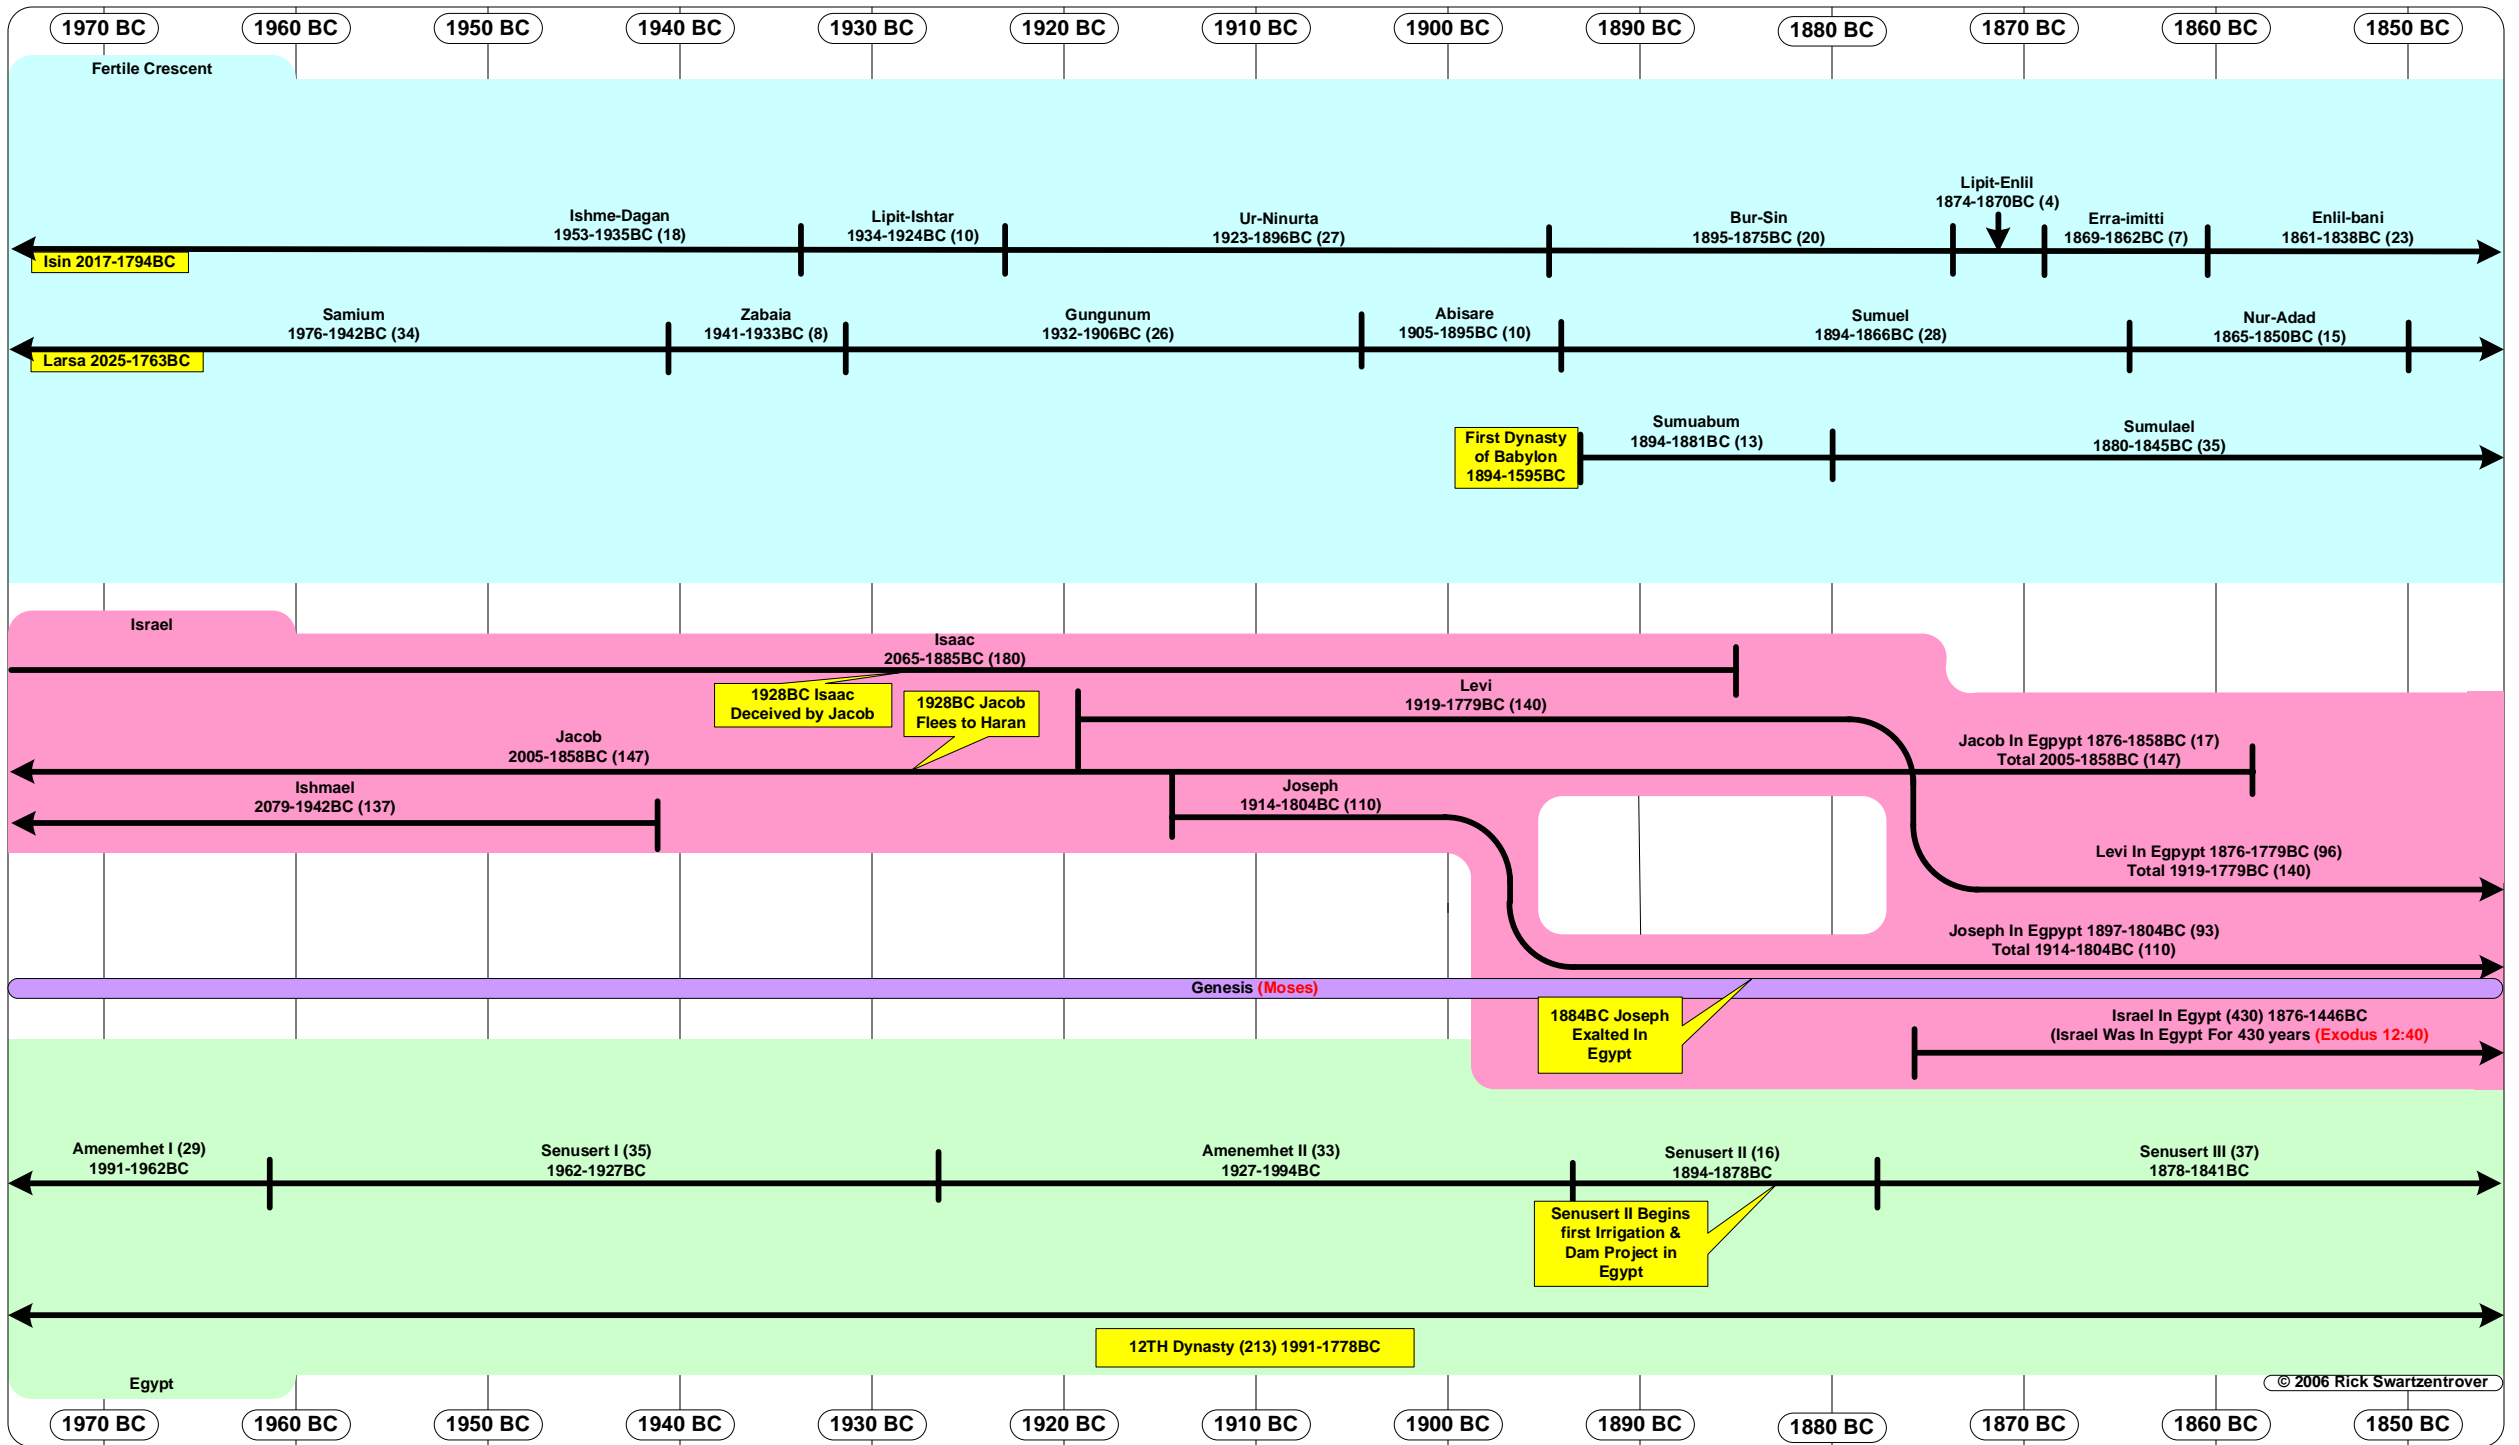 1970 BC
1960 BC
1950 BC
1940 BC
1930 BC
1920 BC
1910 BC
1900 BC
1890 BC
1880 BC
1870 BC
1860 BC
1850 BC
Fertile Crescent
Ishme-Dagan
1953-1935BC (18)
Lipit-Ishtar
1934-1924BC (10)
Ur-Ninurta
1923-1896BC (27)
Bur-Sin
1895-1875BC (20)
Lipit-Enlil
1874-1870BC (4)
Erra-imitti
1869-1862BC (7)
Enlil-bani
1861-1838BC (23)
Isin 2017-1794BC
Samium
1976-1942BC (34)
Zabaia
1941-1933BC (8)
Gungunum
1932-1906BC (26)
Abisare
1905-1895BC (10)
Sumuel
1894-1866BC (28)
Nur-Adad
1865-1850BC (15)
Larsa 2025-1763BC
First Dynasty
of Babylon
1894-1595BC
Sumuabum
1894-1881BC (13)
Sumulael
1880-1845BC (35)
Israel
Isaac
2065-1885BC (180)
1928BC Isaac
Deceived by Jacob
1928BC Jacob
Flees to Haran
Levi
1919-1779BC (140)
Jacob
2005-1858BC (147)
Jacob In Egpypt 1876-1858BC (17)
Total 2005-1858BC (147)
Ishmael
2079-1942BC (137)
Joseph
1914-1804BC (110)
Levi In Egpypt 1876-1779BC (96)
Total 1919-1779BC (140)
Joseph In Egpypt 1897-1804BC (93)
Total 1914-1804BC (110)
Genesis (Moses)
1884BC Joseph
Exalted In
Egypt
Israel In Egypt (430) 1876-1446BC
(Israel Was In Egypt For 430 years (Exodus 12:40)
Amenemhet I (29)
1991-1962BC
Senusert I (35)
1962-1927BC
Amenemhet II (33)
1927-1994BC
Senusert II (16)
1894-1878BC
Senusert III (37)
1878-1841BC
Senusert II Begins
first Irrigation &
Dam Project in
Egypt
12TH Dynasty (213) 1991-1778BC
Egypt
© 2006 Rick Swartzentrover
1970 BC
1960 BC
1950 BC
1940 BC
1930 BC
1920 BC
1910 BC
1900 BC
1890 BC
1880 BC
1870 BC
1860 BC
1850 BC